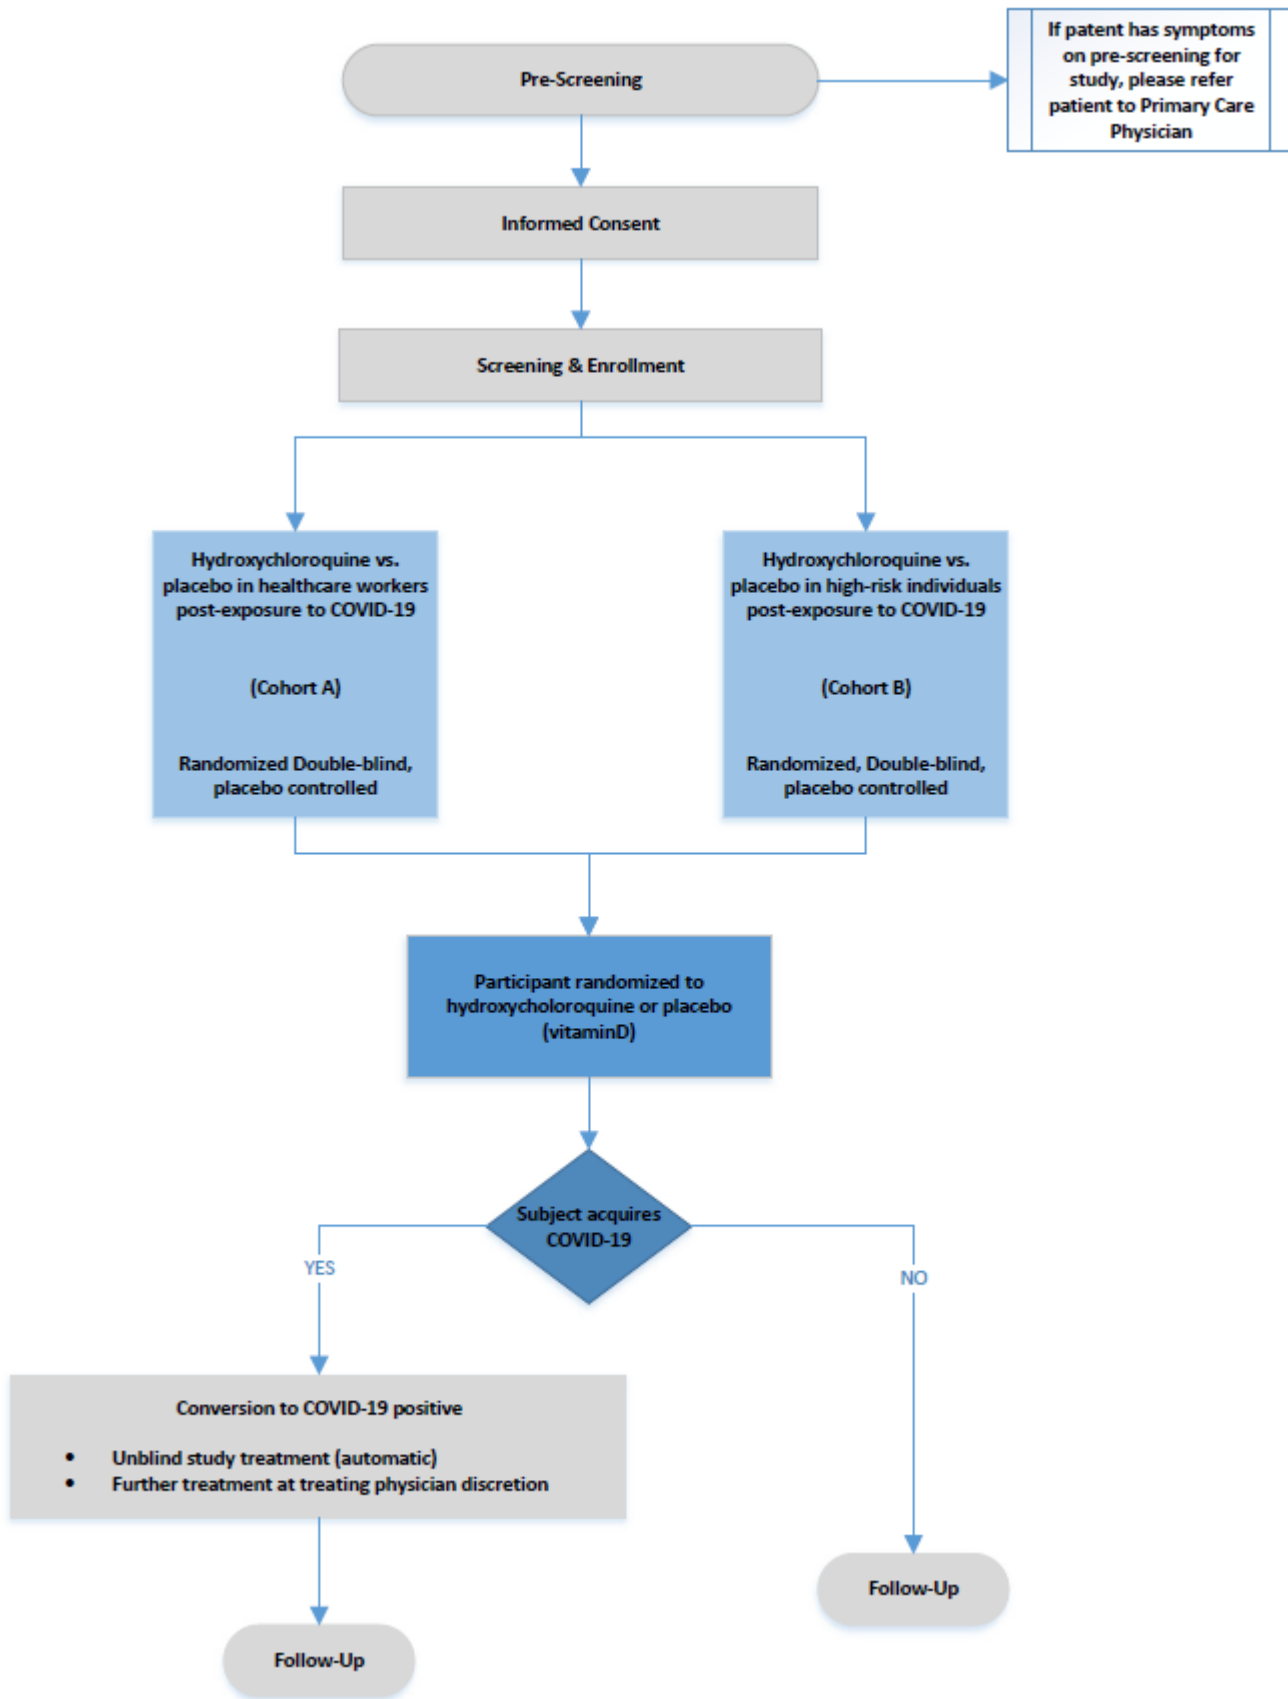 Pre-Screening
If patent has symptoms
on pre-screening for
study, please refer
patient to Primary Care
Physician
Informed Consent
Screening & Enrollment
Hydroxychloroquine vs.
placebo in healthcare workers
post-exposure to COVID-19
(Cohort A)
Randomized Double-blind,
placebo controlled
Hydroxychloroquine vs.
placebo in high-risk individuals
post-exposure to COVID-19
(Cohort B)
Randomized, Double-blind,
placebo controlled
Participant randomized to
hydroxycholoroquine or placebo
(vitaminD)
Subject acquires
COVID-19
YES
NO
Conversion to COVID-19 positive
• Unblind study treatment (automatic)
• Further treatment at treating physician discretion
Follow-Up
Follow-Up